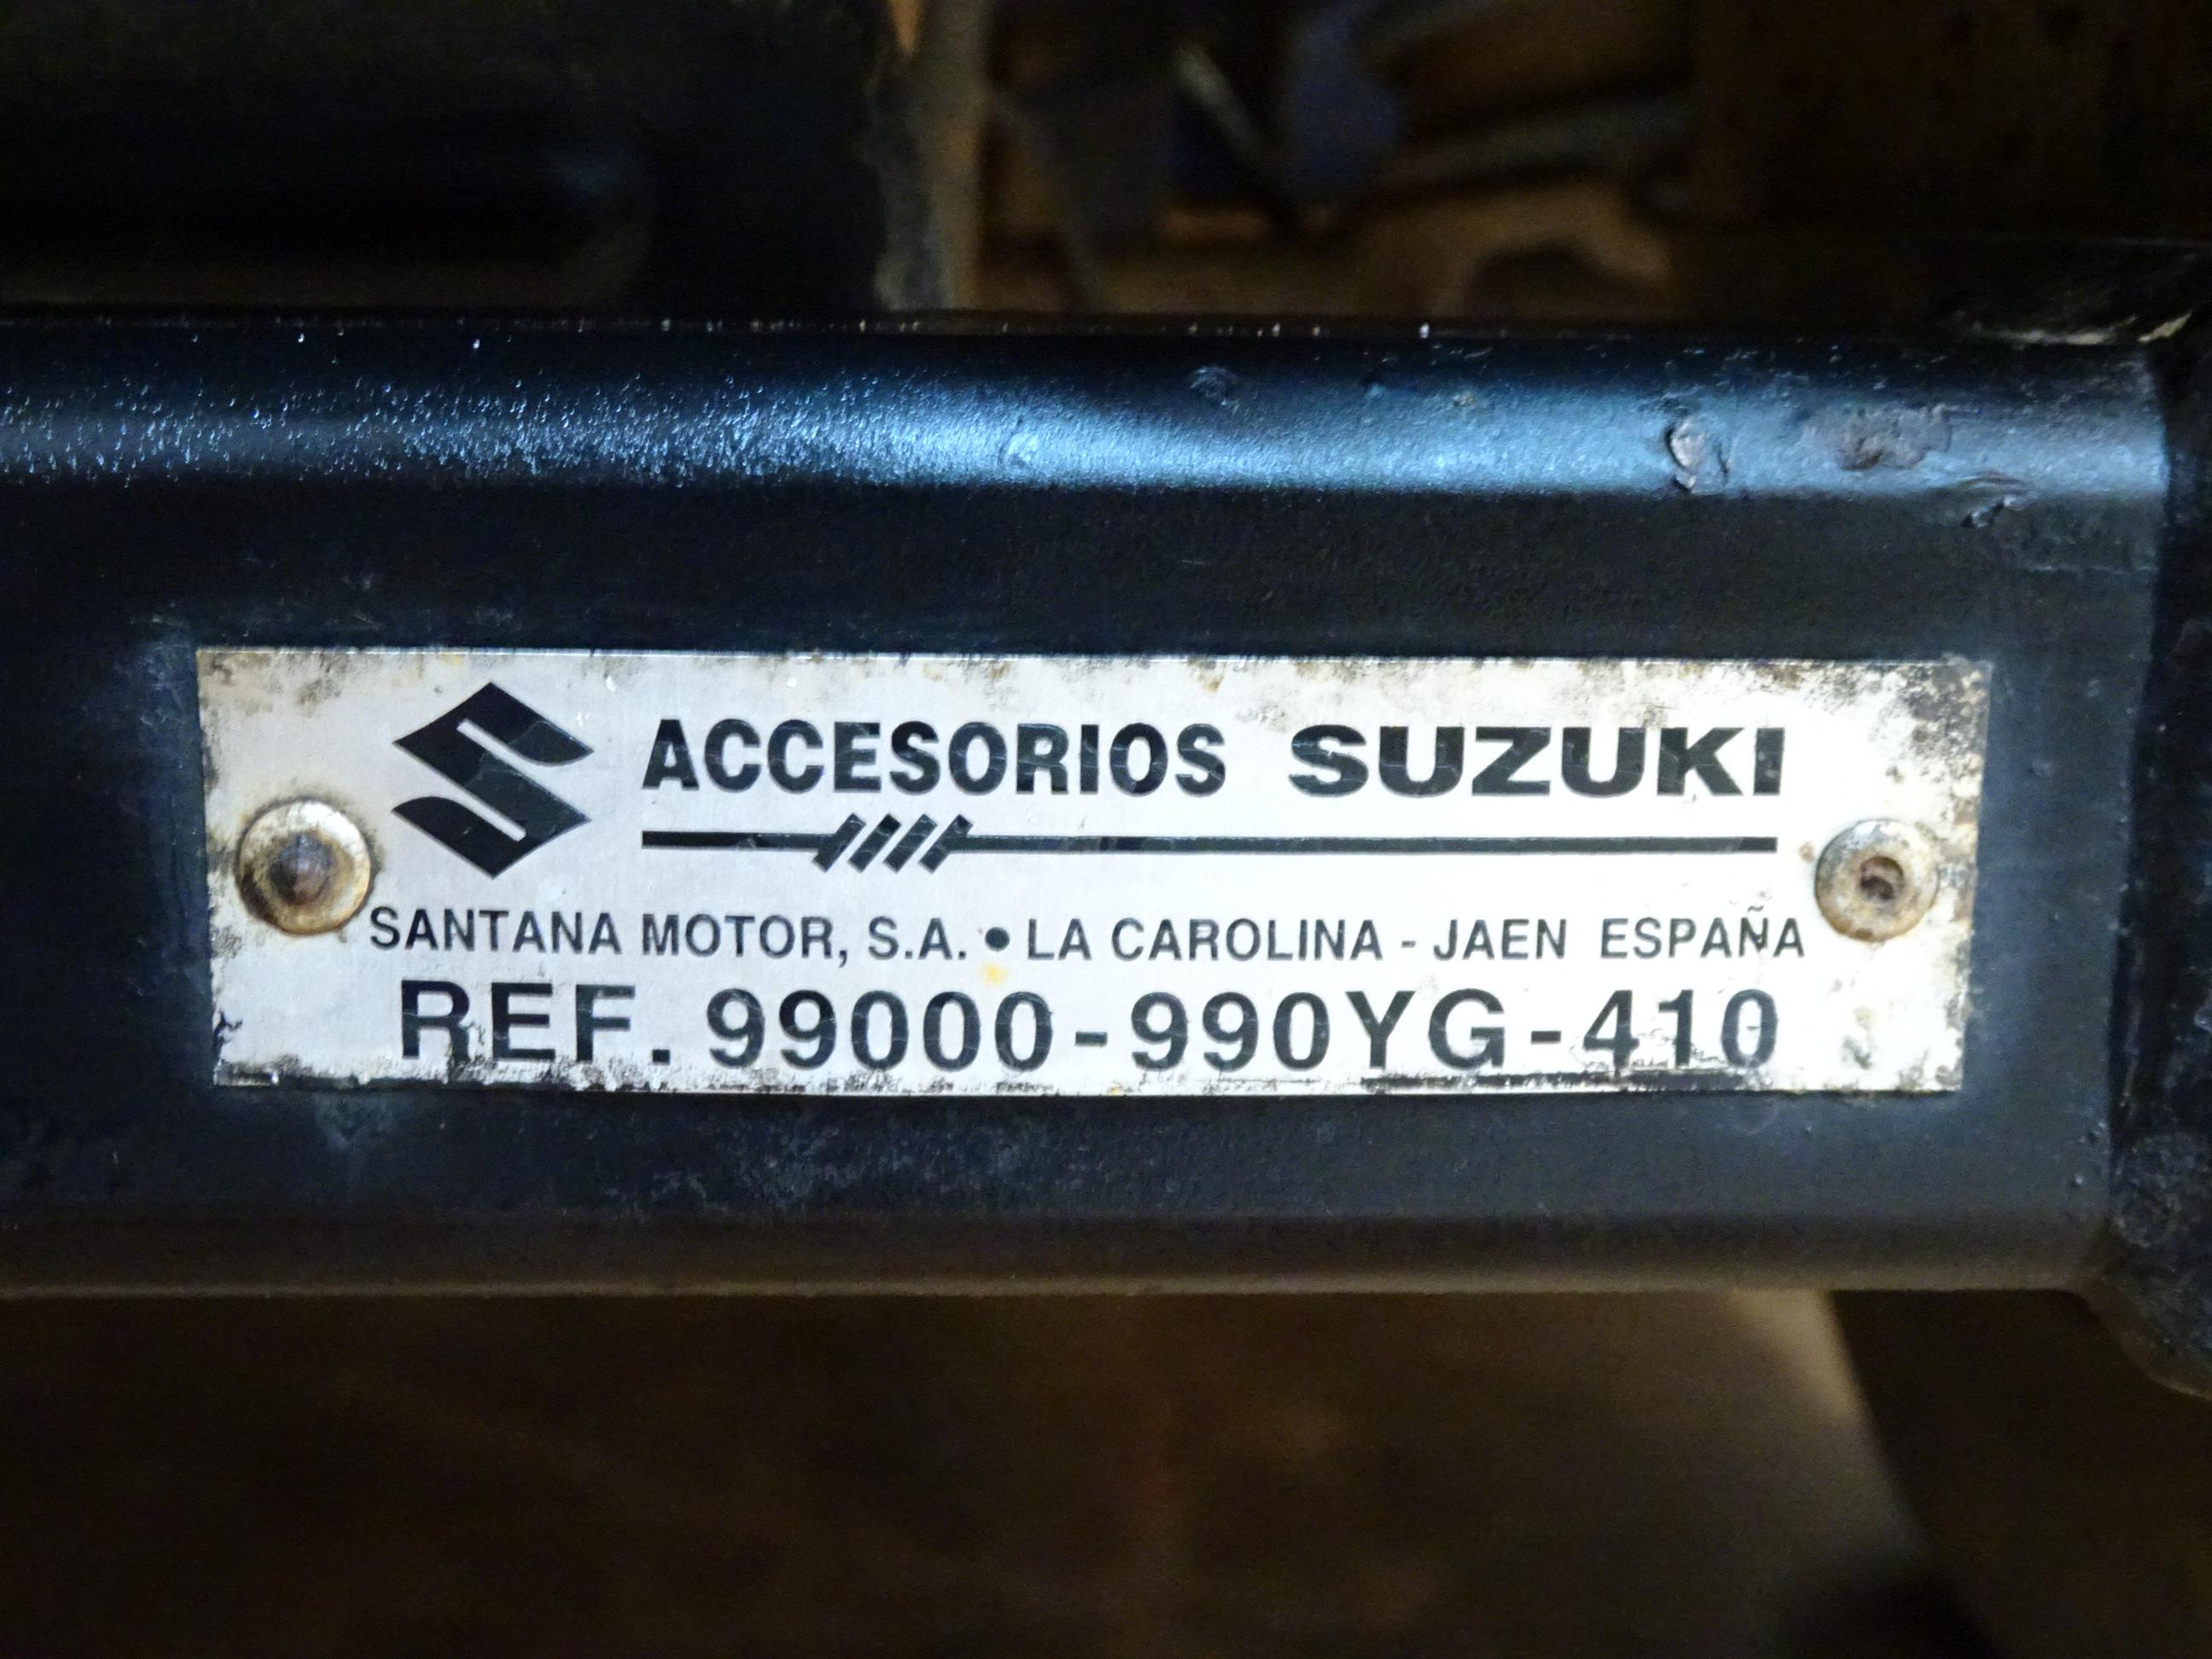 ACCESORIOS SUZUKI
SANTANA MOTOR, S.A. • LA CAROLINA - JAEN ESPAÑA
REF. 99000-990YG-410